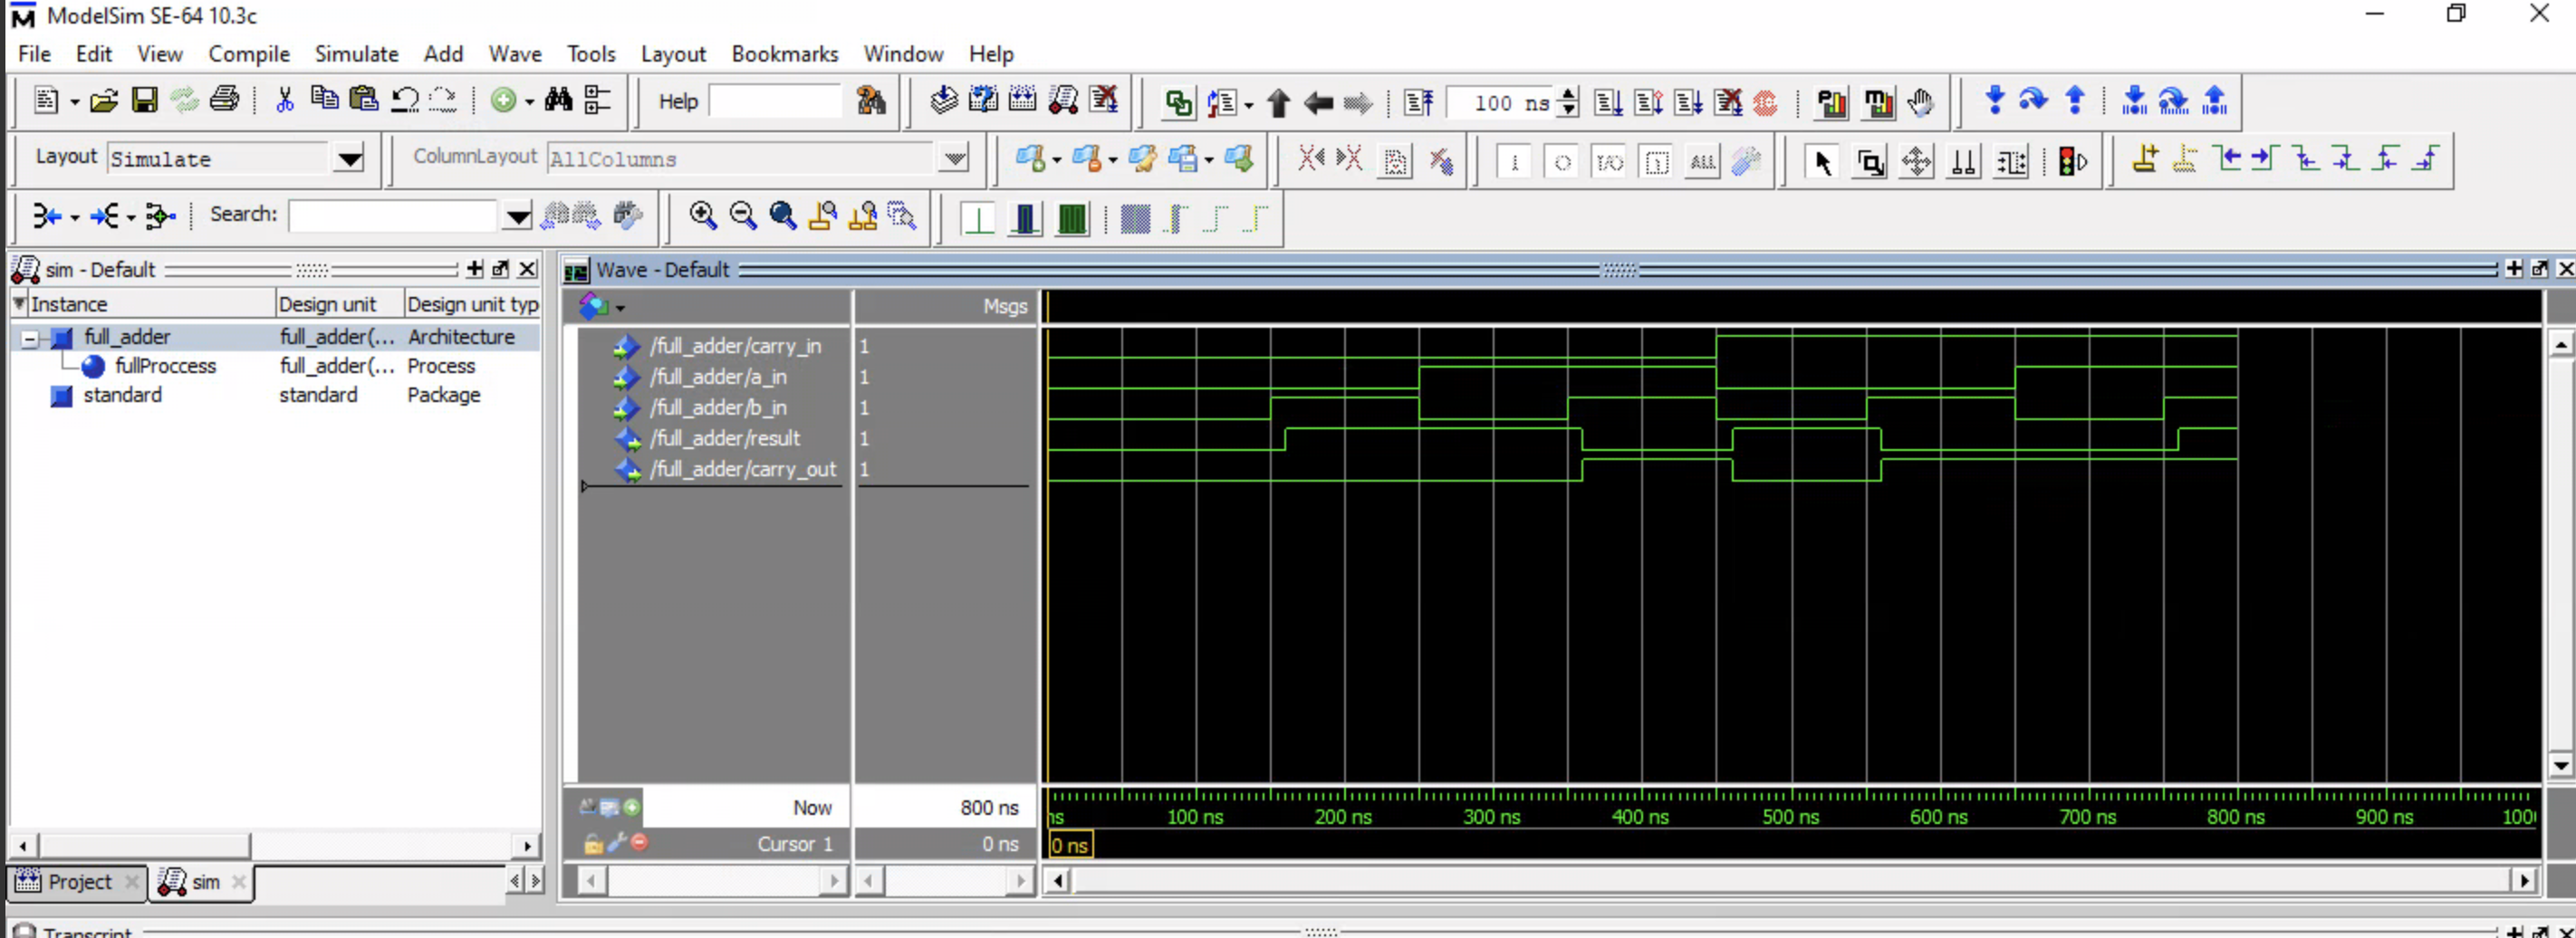 ModelSim SE-64 10.3c
File Edit View Compile Simulate Add Wave Tools Layout Bookmarks Window Help
Help 100 ns
Layout Simulate ColumnLayout AllColumns ALL
Search:
sim - Default
Instance Design unit Design unit typ
full_adder full_adder(... Architecture
fullProccess full_adder(... Process
standard standard Package
Project sim
Wave - Default
Msgs
/full_adder/carry_in 1
/full_adder/a_in 1
/full_adder/b_in 1
/full_adder/result 1
/full_adder/carry_out 1
Now 800 ns
ns 100 ns 200 ns 300 ns 400 ns 500 ns 600 ns 700 ns 800 ns 900 ns 100
Cursor 1 0 ns
0 ns
Transcript